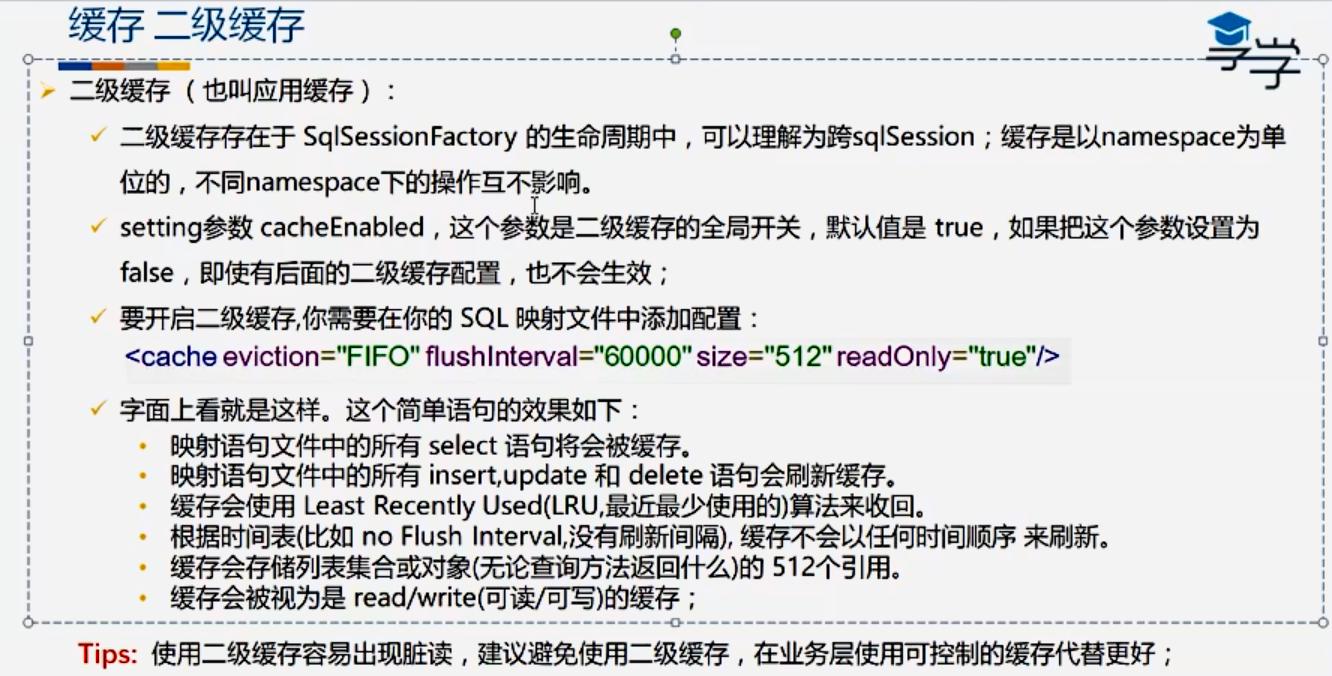 缓存 二级缓存
享学
二级缓存（也叫应用缓存）：
二级缓存存在于 SqlSessionFactory 的生命周期中，可以理解为跨sqlSession；缓存是以namespace为单
位的，不同namespace下的操作互不影响。
setting参数 cacheEnabled，这个参数是二级缓存的全局开关，默认值是 true，如果把这个参数设置为
false，即使有后面的二级缓存配置，也不会生效；
要开启二级缓存,你需要在你的 SQL 映射文件中添加配置：
<cache eviction="FIFO" flushInterval="60000" size="512" readOnly="true"/>
字面上看就是这样。这个简单语句的效果如下：
映射语句文件中的所有 select 语句将会被缓存。
映射语句文件中的所有 insert,update 和 delete 语句会刷新缓存。
缓存会使用 Least Recently Used(LRU,最近最少使用的)算法来收回。
根据时间表(比如 no Flush Interval,没有刷新间隔), 缓存不会以任何时间顺序 来刷新。
缓存会存储列表集合或对象(无论查询方法返回什么)的 512个引用。
缓存会被视为是 read/write(可读/可写)的缓存；
Tips: 使用二级缓存容易出现脏读，建议避免使用二级缓存，在业务层使用可控制的缓存代替更好；